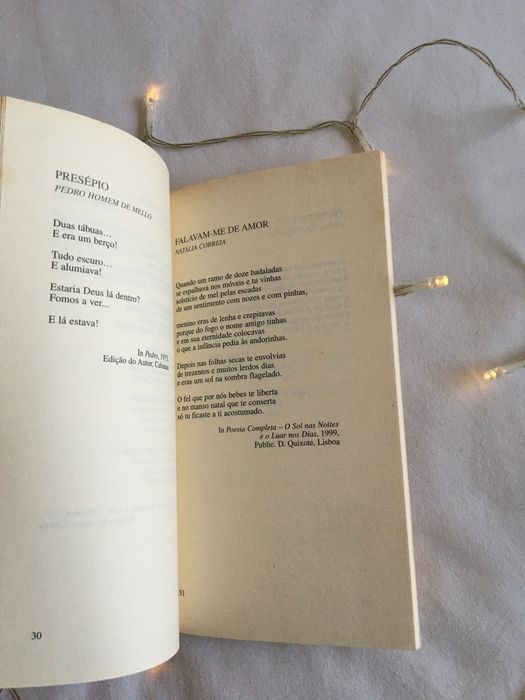 PRESÉPIO
PEDRO HOMEM DE MELLO
Duas tábuas...
E era um berço!
Tudo escuro...
E alumiava!
Estaria Deus lá dentro?
Fomos a ver...
E lá estava!
In Pedro, 1975,
Edição do Autor, Cabanas
30
FALAVAM-ME DE AMOR
NATÁLIA CORREIA
Quando um ramo de doze badaladas
se espalhava nos móveis e tu vinhas
solstício de mel pelas escadas
de um sentimento com nozes e com pinhas,
menino eras de lenha e crepitavas
porque do fogo o nome antigo tinhas
e em sua eternidade colocavas
o que a infância pedia às andorinhas.
Depois nas folhas secas te envolvias
de trezentos e muitos lerdos dias
e eras um sol na sombra flagelado.
O fel que por nós bebes te liberta
e no manso natal que te conserta
só tu ficaste a ti acostumado.
In Poesia Completa – O Sol nas Noites
e o Luar nos Dias, 1999,
Public. D. Quixote, Lisboa
31